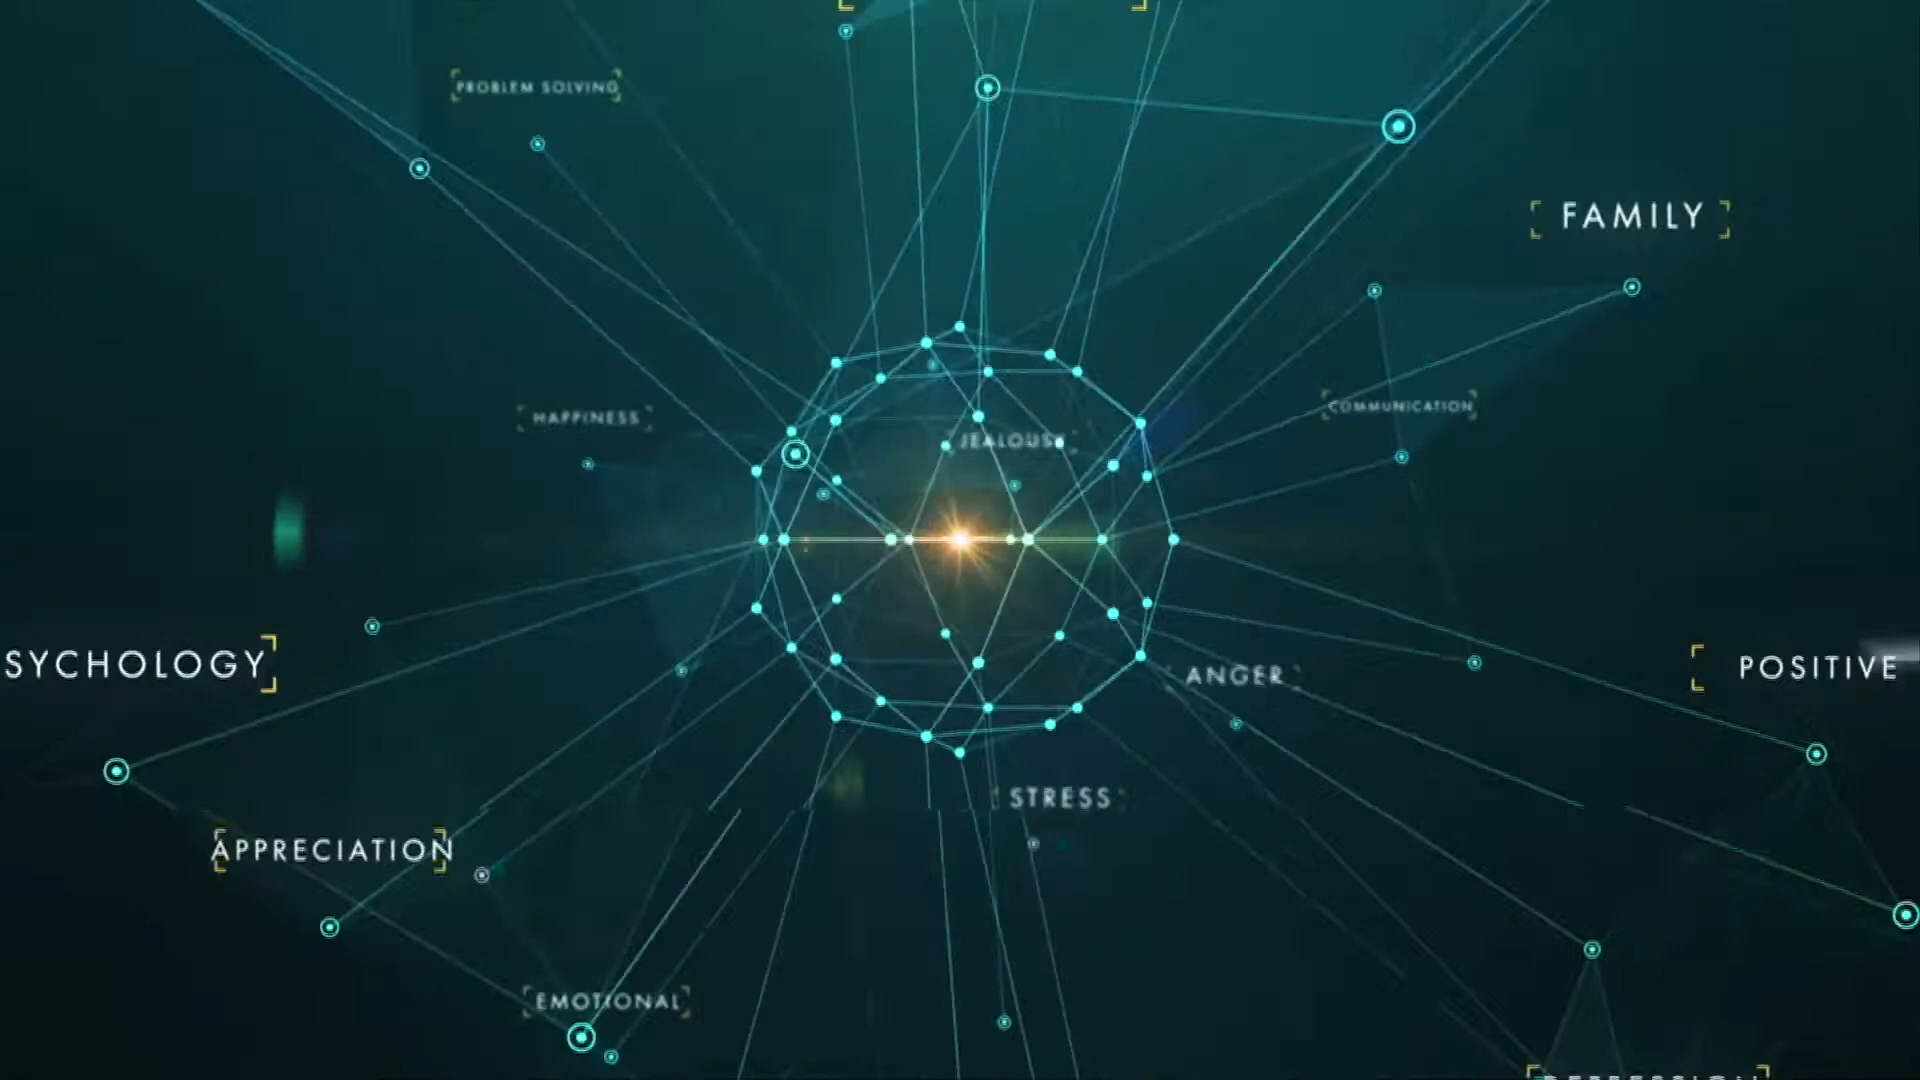 PROBLEM SOLVING
FAMILY
COMMUNICATION
HAPPINESS
JEALOUSY
SYCHOLOGY
POSITIVE
ANGER
STRESS
APPRECIATION
EMOTIONAL